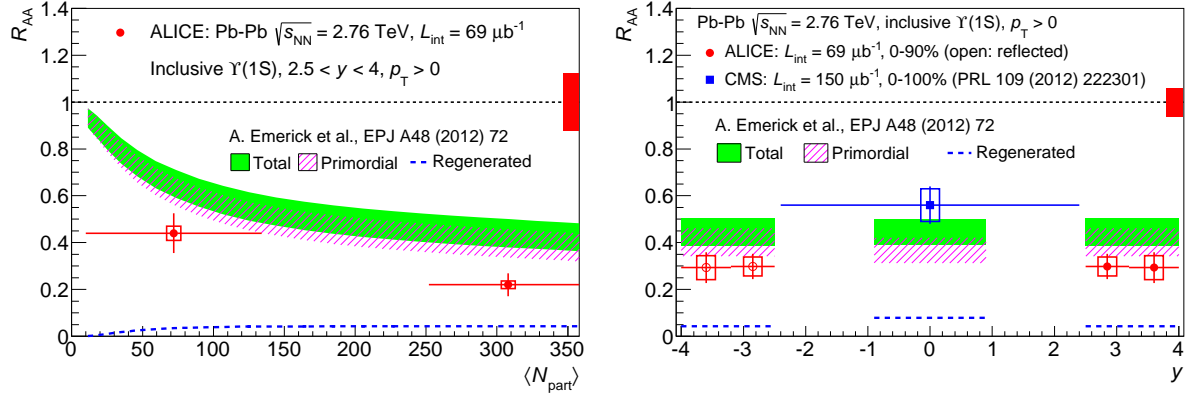 R_AA
1.4
1.2
1
0.8
0.6
0.4
0.2
0
ALICE: Pb-Pb √s_NN = 2.76 TeV, L_int = 69 μb⁻¹
Inclusive ϒ(1S), 2.5 < y < 4, p_T > 0
A. Emerick et al., EPJ A48 (2012) 72
Total Primordial Regenerated
0 50 100 150 200 250 300 350
⟨N_part⟩
R_AA
1.4
1.2
1
0.8
0.6
0.4
0.2
0
Pb-Pb √s_NN = 2.76 TeV, inclusive ϒ(1S), p_T > 0
ALICE: L_int = 69 μb⁻¹, 0-90% (open: reflected)
CMS: L_int = 150 μb⁻¹, 0-100% (PRL 109 (2012) 222301)
A. Emerick et al., EPJ A48 (2012) 72
Total Primordial Regenerated
-4 -3 -2 -1 0 1 2 3 4
y